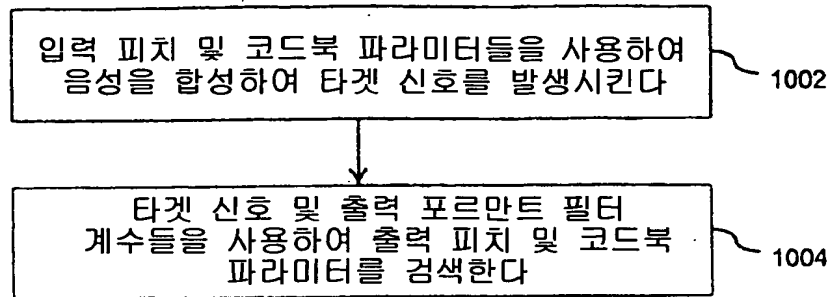 입력 피치 및 코드북 파라미터들을 사용하여
음성을 합성하여 타겟 신호를 발생시킨다
1002
타겟 신호 및 출력 포르만트 필터
계수들을 사용하여 출력 피치 및 코드북
파라미터를 검색한다
1004